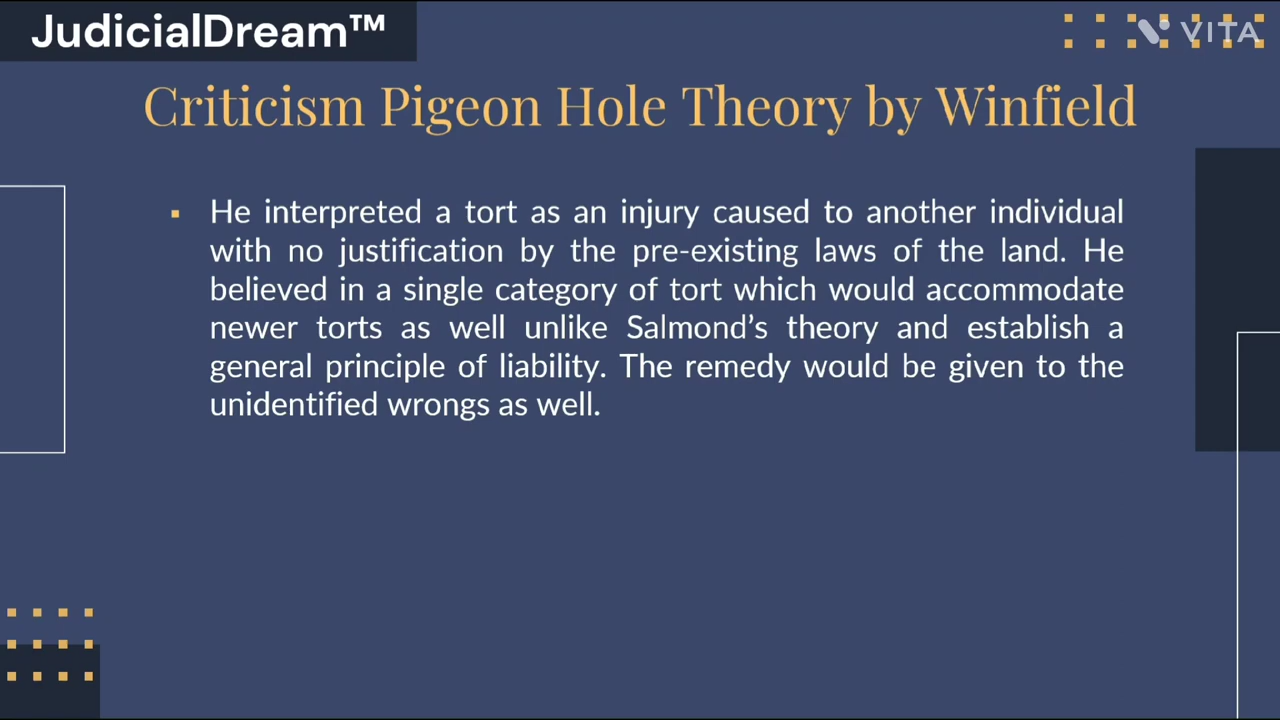 JudicialDream™
VITA
Criticism Pigeon Hole Theory by Winfield
He interpreted a tort as an injury caused to another individual
with no justification by the pre-existing laws of the land. He
believed in a single category of tort which would accommodate
newer torts as well unlike Salmond’s theory and establish a
general principle of liability. The remedy would be given to the
unidentified wrongs as well.